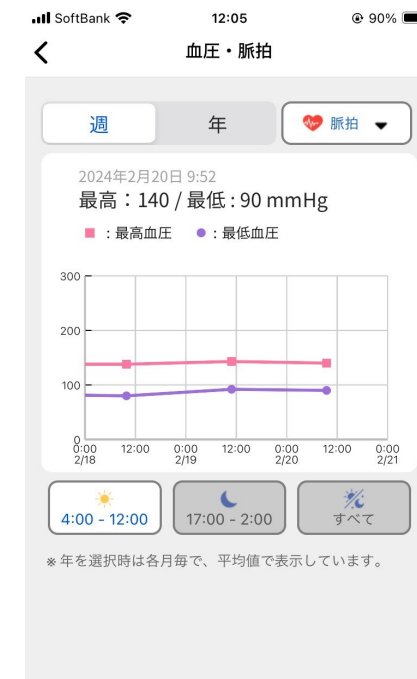 SoftBank 12:05 90%
血圧・脈拍
週 年 脈拍
2024年2月20日 9:52
最高：140 / 最低 : 90 mmHg
：最高血圧 ：最低血圧
300
200
100
0
0:00 12:00 0:00 12:00 0:00 12:00 0:00
2/18 2/19 2/20 2/21
4:00 - 12:00 17:00 - 2:00 すべて
※ 年を選択時は各月毎で、平均値で表示しています。